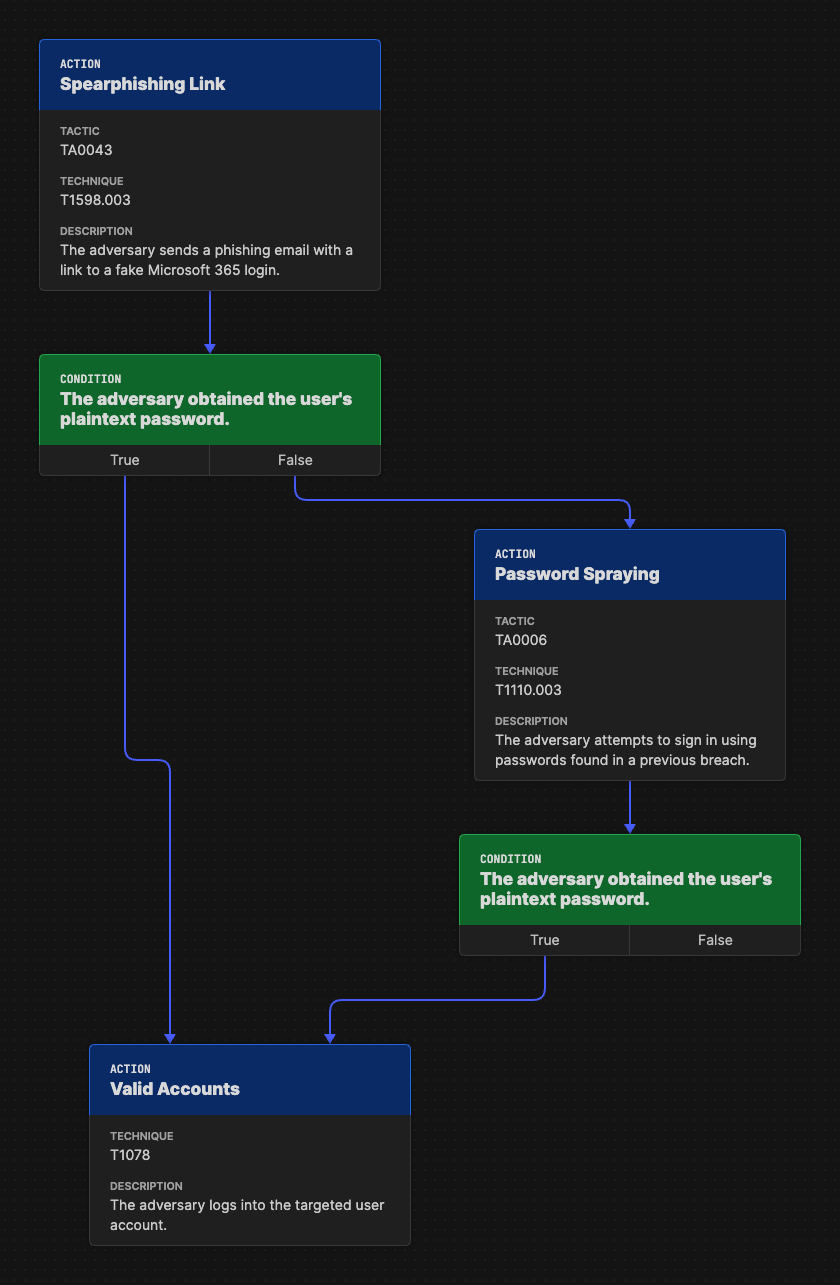 ACTION
Spearphishing Link
TACTIC
TA0043
TECHNIQUE
T1598.003
DESCRIPTION
The adversary sends a phishing email with a
link to a fake Microsoft 365 login.
CONDITION
The adversary obtained the user's
plaintext password.
True
False
ACTION
Password Spraying
TACTIC
TA0006
TECHNIQUE
T1110.003
DESCRIPTION
The adversary attempts to sign in using
passwords found in a previous breach.
CONDITION
The adversary obtained the user's
plaintext password.
True
False
ACTION
Valid Accounts
TECHNIQUE
T1078
DESCRIPTION
The adversary logs into the targeted user
account.